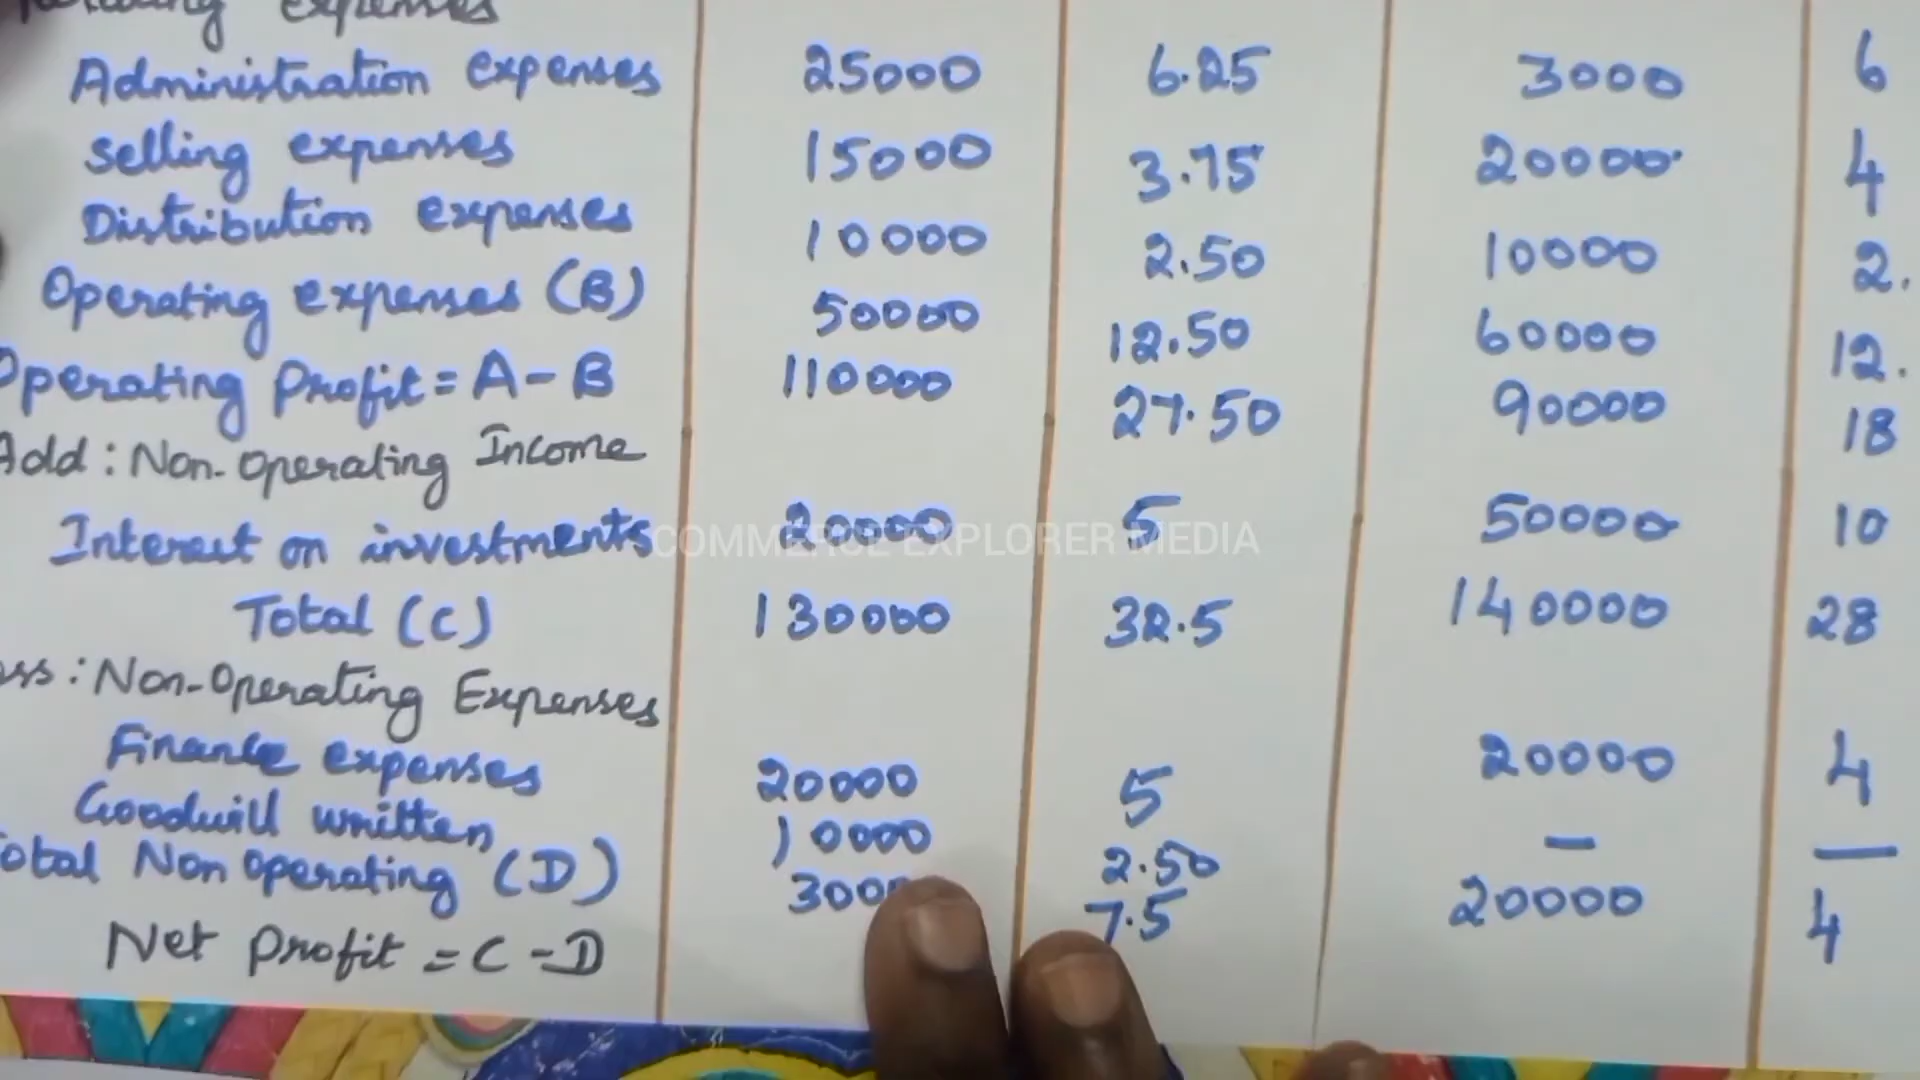 expenses
Administration expenses 25000 6.25 3000 6
Selling expenses 15000 3.75 20000 4
Distribution expenses 10000 2.50 10000 2.
Operating expenses (B) 50000 12.50 60000 12.
Operating Profit = A - B 110000 27.50 90000 18
Add : Non-Operating Income
Interest on investments 20000 5 50000 10
COMMERCE EXPLORER MEDIA
Total (C) 130000 32.5 140000 28
ess : Non-Operating Expenses
Finance expenses 20000 5 20000 4
Goodwill written 10000 2.50 — —
otal Non operating (D) 300 7.5 20000 4
Net Profit = C - D